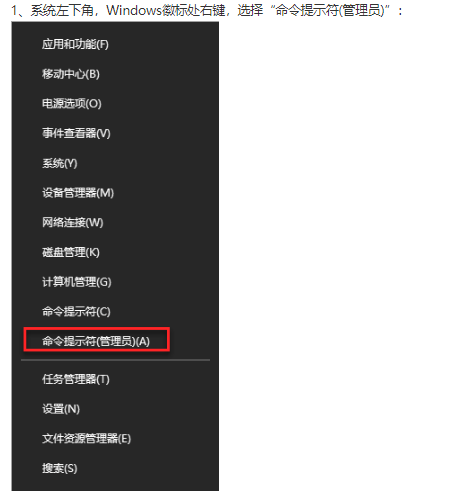 1、系统左下角，Windows徽标处右键，选择“命令提示符(管理员)”：
应用和功能(F)
移动中心(B)
电源选项(O)
事件查看器(V)
系统(Y)
设备管理器(M)
网络连接(W)
磁盘管理(K)
计算机管理(G)
命令提示符(C)
命令提示符(管理员)(A)
任务管理器(T)
设置(N)
文件资源管理器(E)
搜索(S)